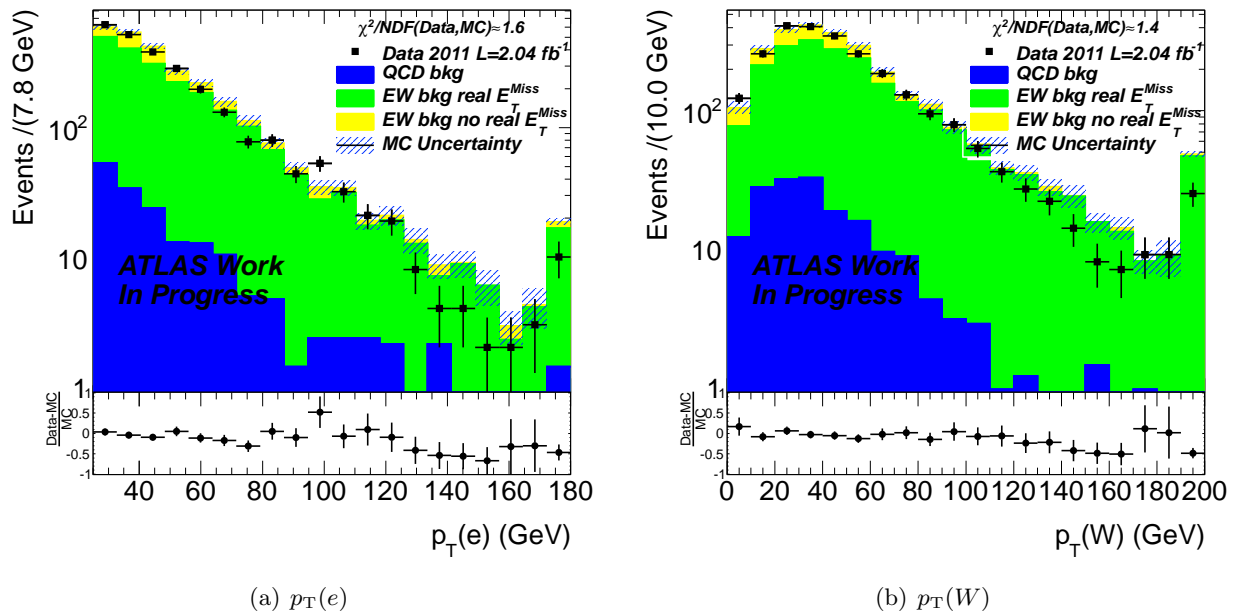 χ²/NDF(Data,MC)≈1.6
Data 2011 L=2.04 fb⁻¹
QCD bkg
EW bkg real E_T^Miss
EW bkg no real E_T^Miss
MC Uncertainty
Events /(7.8 GeV)
10²
10
1
ATLAS Work
In Progress
Data-MC
MC
0.5
0
-0.5
-1
40 60 80 100 120 140 160 180
p_T(e) (GeV)
(a) p_T(e)
χ²/NDF(Data,MC)≈1.4
Data 2011 L=2.04 fb⁻¹
QCD bkg
EW bkg real E_T^Miss
EW bkg no real E_T^Miss
MC Uncertainty
Events /(10.0 GeV)
10²
10
1
ATLAS Work
In Progress
Data-MC
MC
0.5
0
-0.5
-1
0 20 40 60 80 100 120 140 160 180 200
p_T(W) (GeV)
(b) p_T(W)